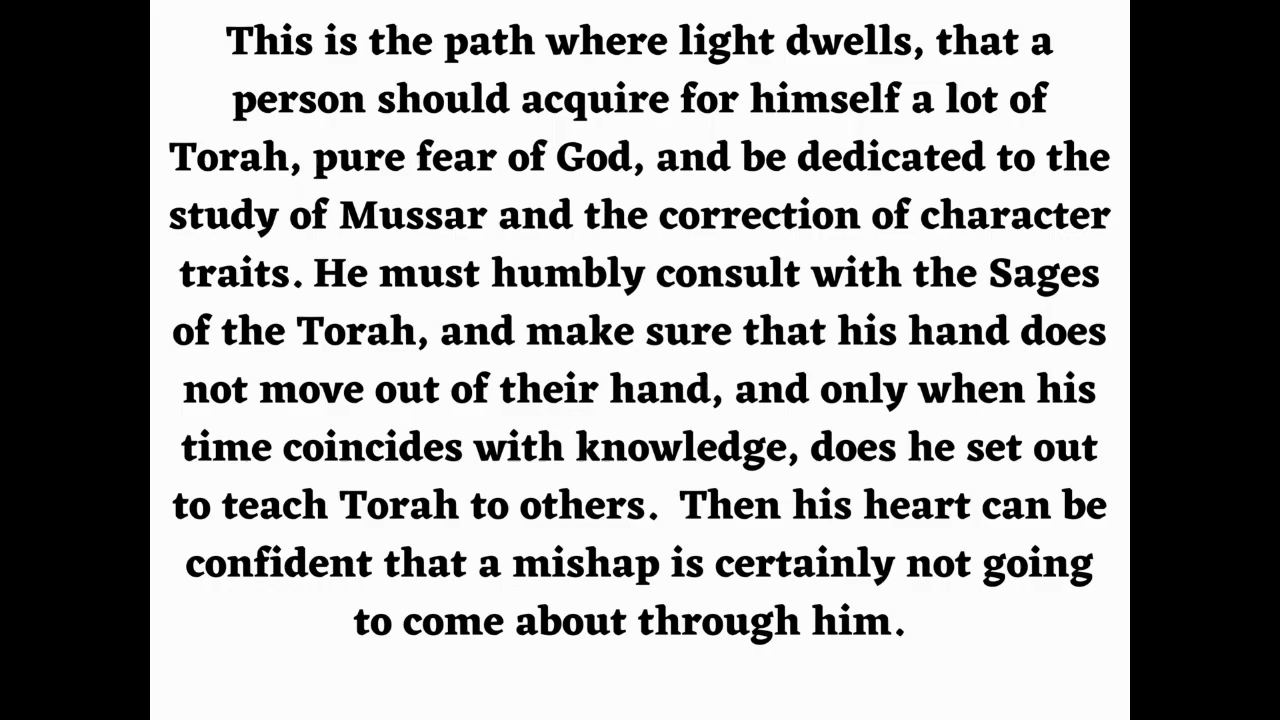 This is the path where light dwells, that a
person should acquire for himself a lot of
Torah, pure fear of God, and be dedicated to the
study of Mussar and the correction of character
traits. He must humbly consult with the Sages
of the Torah, and make sure that his hand does
not move out of their hand, and only when his
time coincides with knowledge, does he set out
to teach Torah to others.  Then his heart can be
confident that a mishap is certainly not going
to come about through him.